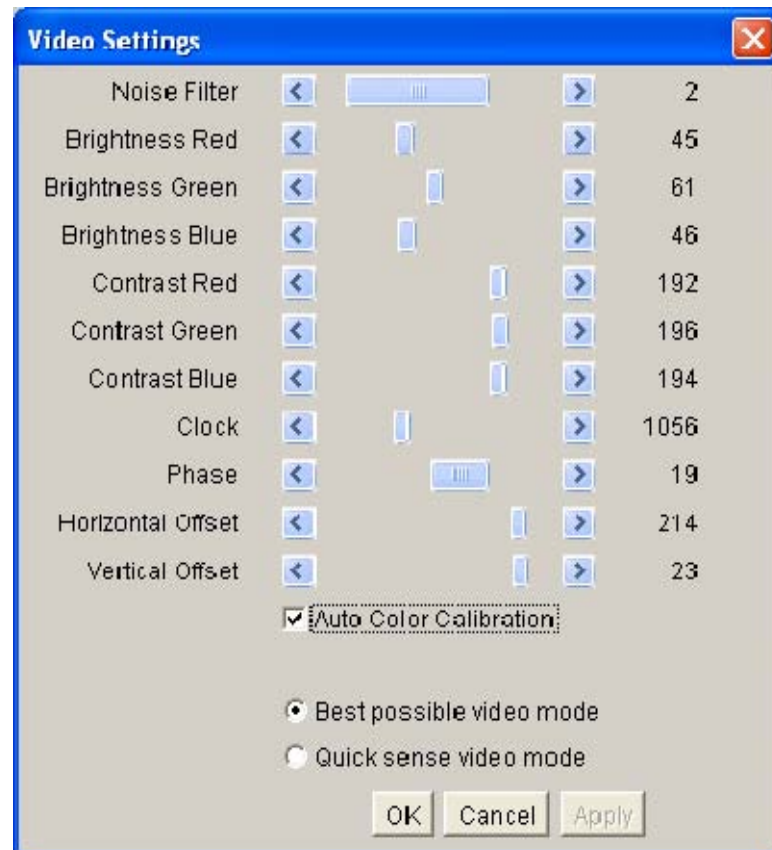 Video Settings
Noise Filter 2
Brightness Red 45
Brightness Green 61
Brightness Blue 46
Contrast Red 192
Contrast Green 196
Contrast Blue 194
Clock 1056
Phase 19
Horizontal Offset 214
Vertical Offset 23
Auto Color Calibration
Best possible video mode
Quick sense video mode
OK Cancel Apply